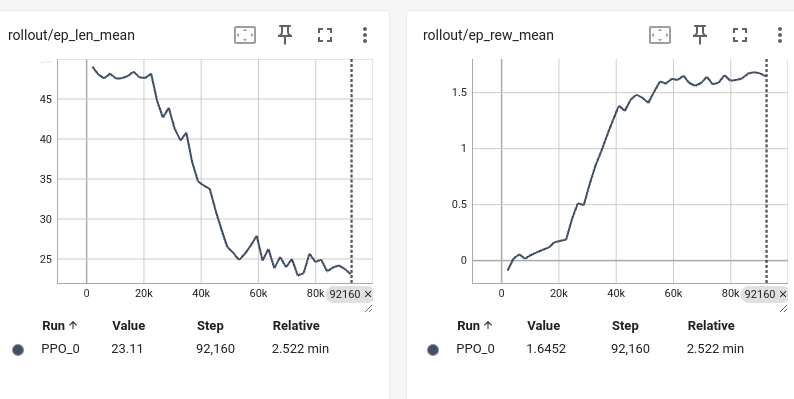 rollout/ep_len_mean
45
40
35
30
25
0 20k 40k 60k 80k 92160 ×
Run ↑ Value Step Relative
PPO_0 23.11 92,160 2.522 min
rollout/ep_rew_mean
1.5
1
0.5
0
0 20k 40k 60k 80k 92160 ×
Run ↑ Value Step Relative
PPO_0 1.6452 92,160 2.522 min